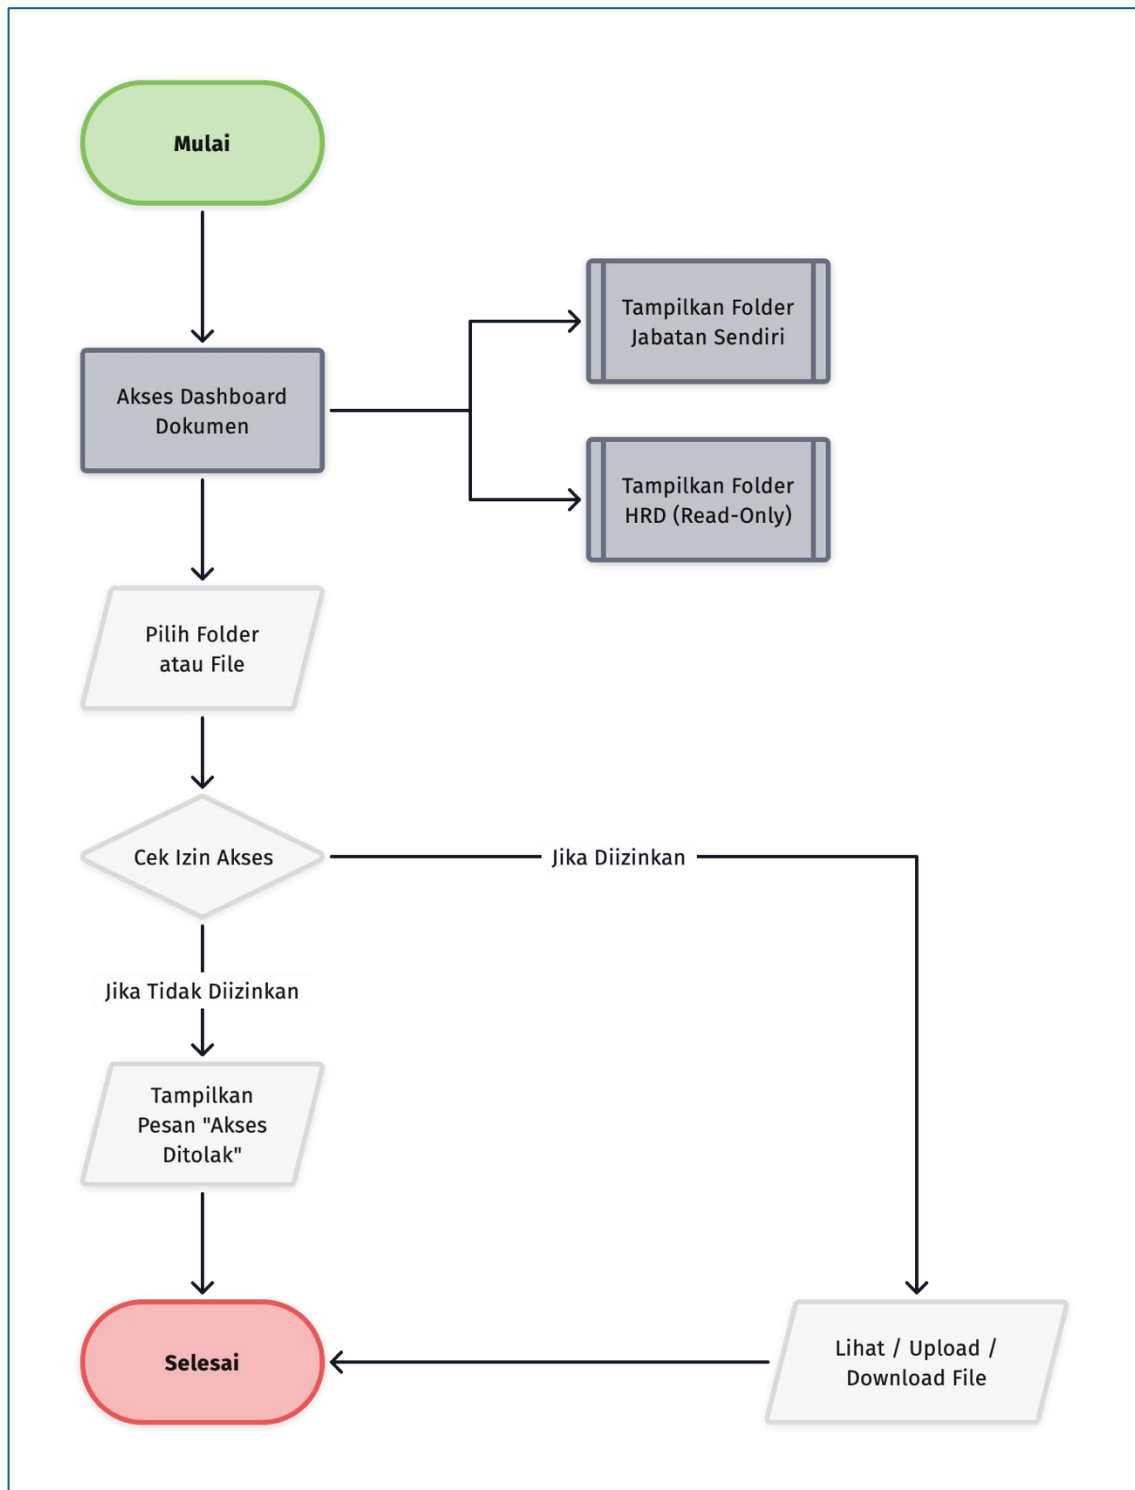 Mulai
Tampilkan Folder
Jabatan Sendiri
Akses Dashboard
Dokumen
Tampilkan Folder
HRD (Read-Only)
Pilih Folder
atau File
Cek Izin Akses
Jika Diizinkan
Jika Tidak Diizinkan
Tampilkan
Pesan "Akses
Ditolak"
Selesai
Lihat / Upload /
Download File